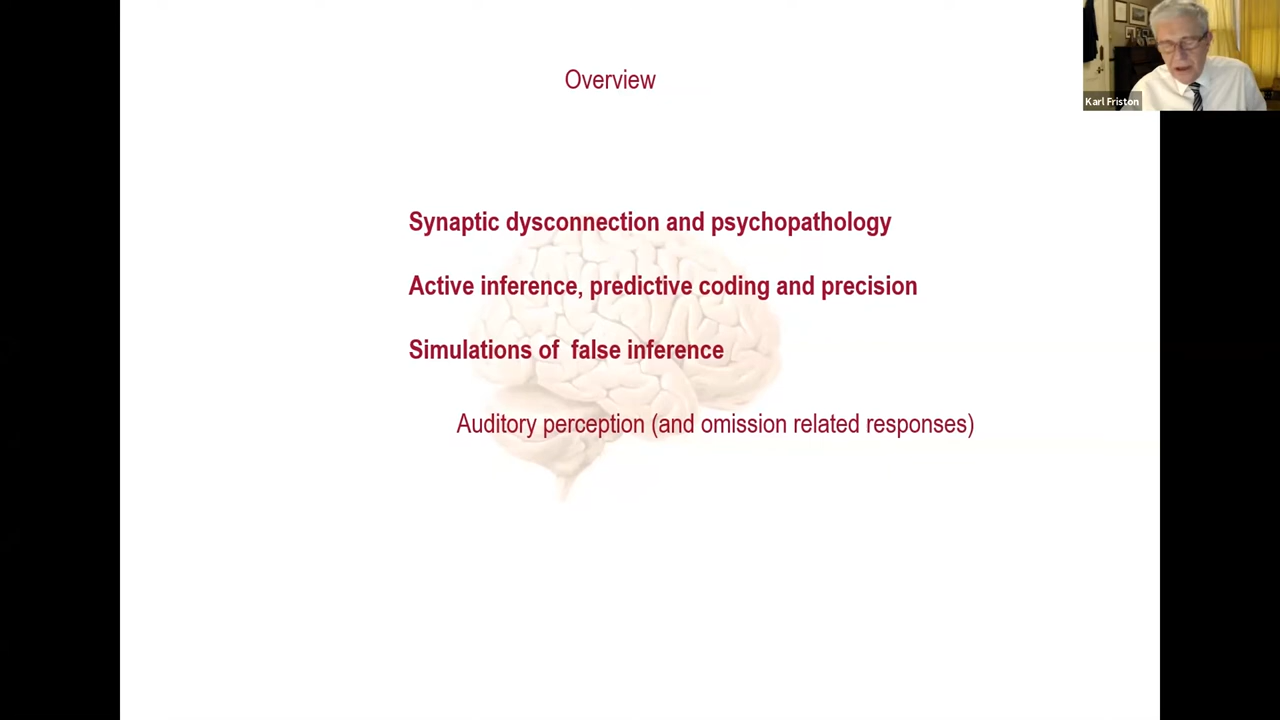 Overview
Karl Friston
Synaptic dysconnection and psychopathology
Active inference, predictive coding and precision
Simulations of  false inference
Auditory perception (and omission related responses)